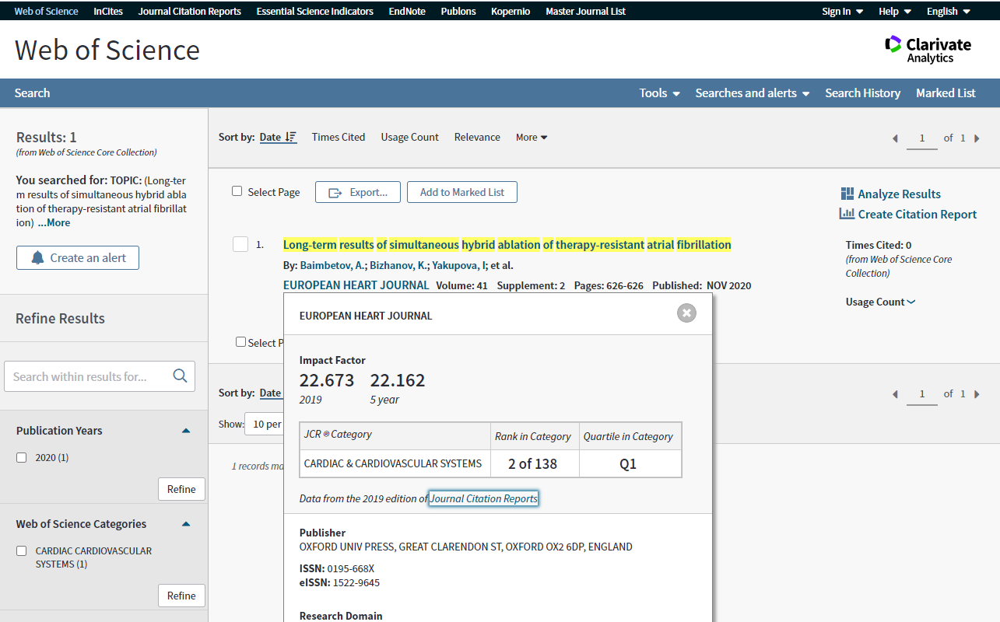 Web of Science InCites Journal Citation Reports Essential Science Indicators EndNote Publons Kopernio Master Journal List Sign In Help English
Web of Science
Clarivate
Analytics
Search Tools Searches and alerts Search History Marked List
Results: 1
(from Web of Science Core Collection)
You searched for: TOPIC: (Long-ter
m results of simultaneous hybrid abla
tion of therapy-resistant atrial fibrillat
ion) ...More
Create an alert
Refine Results
Search within results for...
Publication Years
2020 (1)
Refine
Web of Science Categories
CARDIAC CARDIOVASCULAR
SYSTEMS (1)
Refine
Sort by: Date Times Cited Usage Count Relevance More 1 of 1
Select Page Export... Add to Marked List
Analyze Results
Create Citation Report
1. Long-term results of simultaneous hybrid ablation of therapy-resistant atrial fibrillation
By: Baimbetov, A.; Bizhanov, K.; Yakupova, I; et al.
EUROPEAN HEART JOURNAL Volume: 41 Supplement: 2 Pages: 626-626 Published: NOV 2020
Times Cited: 0
(from Web of Science Core
Collection)
Usage Count
Select P
Sort by: Date 1 of 1
Show: 10 per
1 records ma
EUROPEAN HEART JOURNAL
Impact Factor
22.673 22.162
2019 5 year
JCR ® Category Rank in Category Quartile in Category
CARDIAC & CARDIOVASCULAR SYSTEMS 2 of 138 Q1
Data from the 2019 edition of Journal Citation Reports
Publisher
OXFORD UNIV PRESS, GREAT CLARENDON ST, OXFORD OX2 6DP, ENGLAND
ISSN: 0195-668X
eISSN: 1522-9645
Research Domain